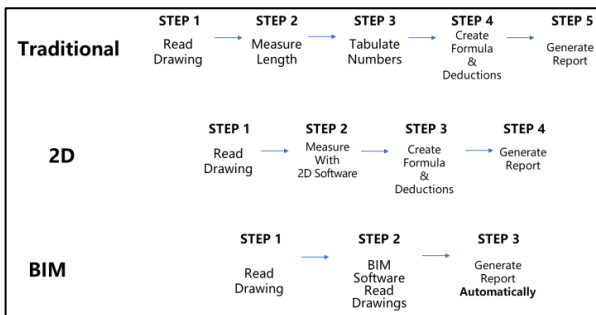 STEP 1 STEP 2 STEP 3 STEP 4 STEP 5
Traditional
Read
Drawing
Measure
Length
Tabulate
Numbers
Create
Formula
&
Deductions
Generate
Report
STEP 1 STEP 2 STEP 3 STEP 4
2D
Read
Drawing
Measure
With
2D Software
Create
Formula
&
Deductions
Generate
Report
STEP 1 STEP 2 STEP 3
BIM
Read
Drawing
BIM
Software
Read
Drawings
Generate
Report
Automatically